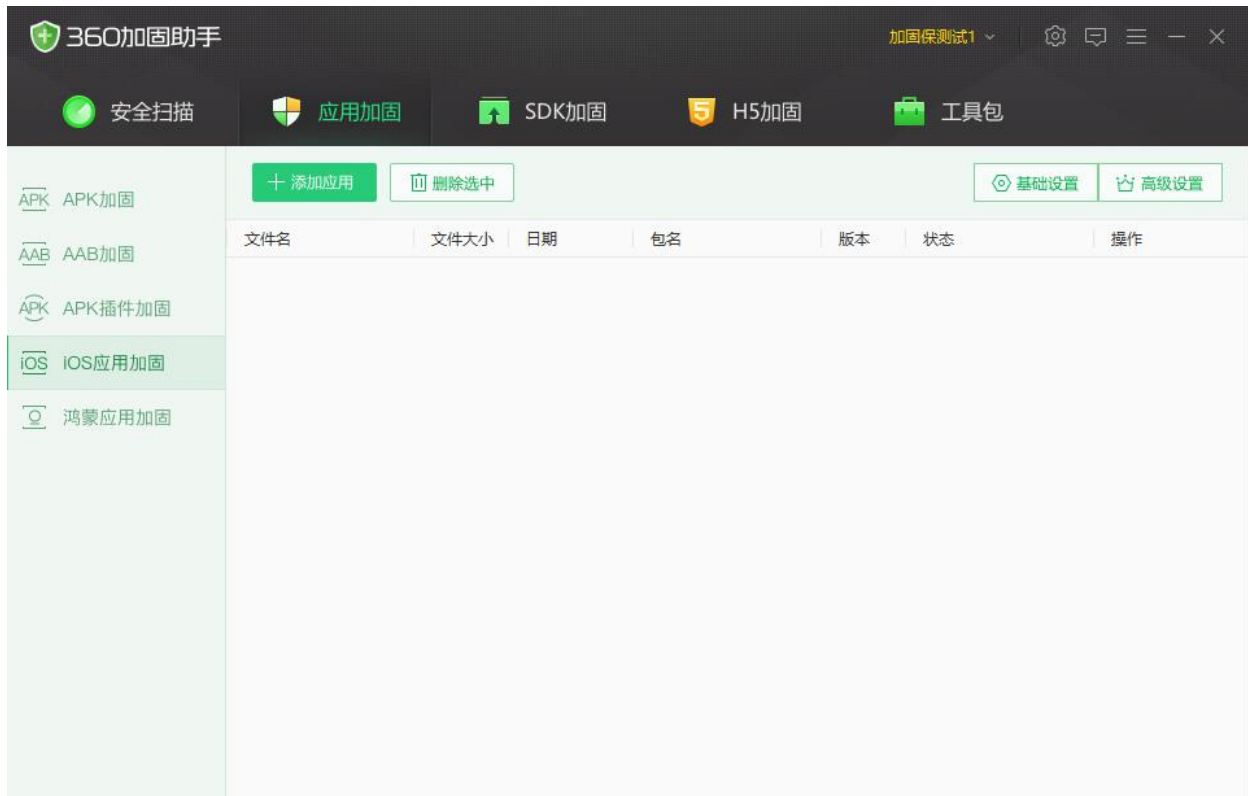 360加固助手
加固保测试1
安全扫描 应用加固 SDK加固 5 H5加固 工具包
添加应用 删除选中 基础设置 高级设置
文件名 文件大小 日期 包名 版本 状态 操作
APK APK加固
AAB AAB加固
APK APK插件加固
iOS iOS应用加固
鸿蒙应用加固